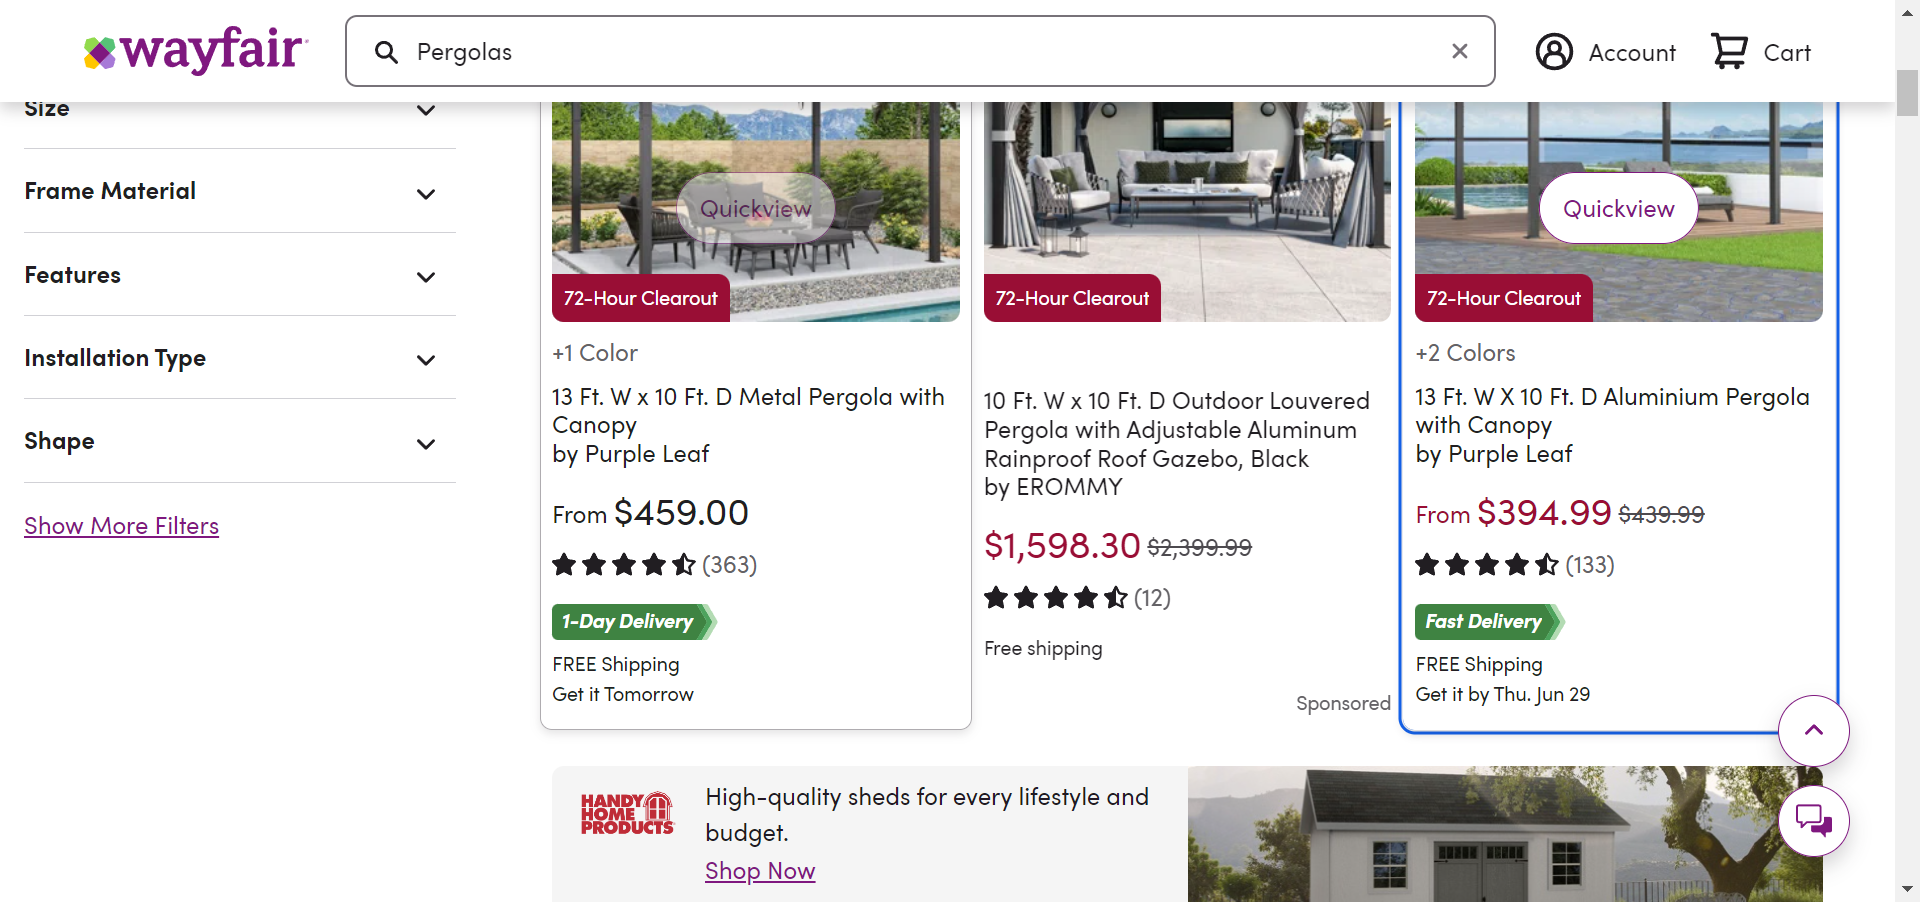 wayfair
Pergolas
Account
Cart
Size
Frame Material
Features
Installation Type
Shape
Show More Filters
Quickview
72-Hour Clearout
+1 Color
13 Ft. W x 10 Ft. D Metal Pergola with
Canopy
by Purple Leaf
From $459.00
(363)
1-Day Delivery
FREE Shipping
Get it Tomorrow
72-Hour Clearout
10 Ft. W x 10 Ft. D Outdoor Louvered
Pergola with Adjustable Aluminum
Rainproof Roof Gazebo, Black
by EROMMY
$1,598.30 $2,399.99
(12)
Free shipping
Sponsored
Quickview
72-Hour Clearout
+2 Colors
13 Ft. W X 10 Ft. D Aluminium Pergola
with Canopy
by Purple Leaf
From $394.99 $439.99
(133)
Fast Delivery
FREE Shipping
Get it by Thu. Jun 29
HANDY
HOME
PRODUCTS
High-quality sheds for every lifestyle and
budget.
Shop Now